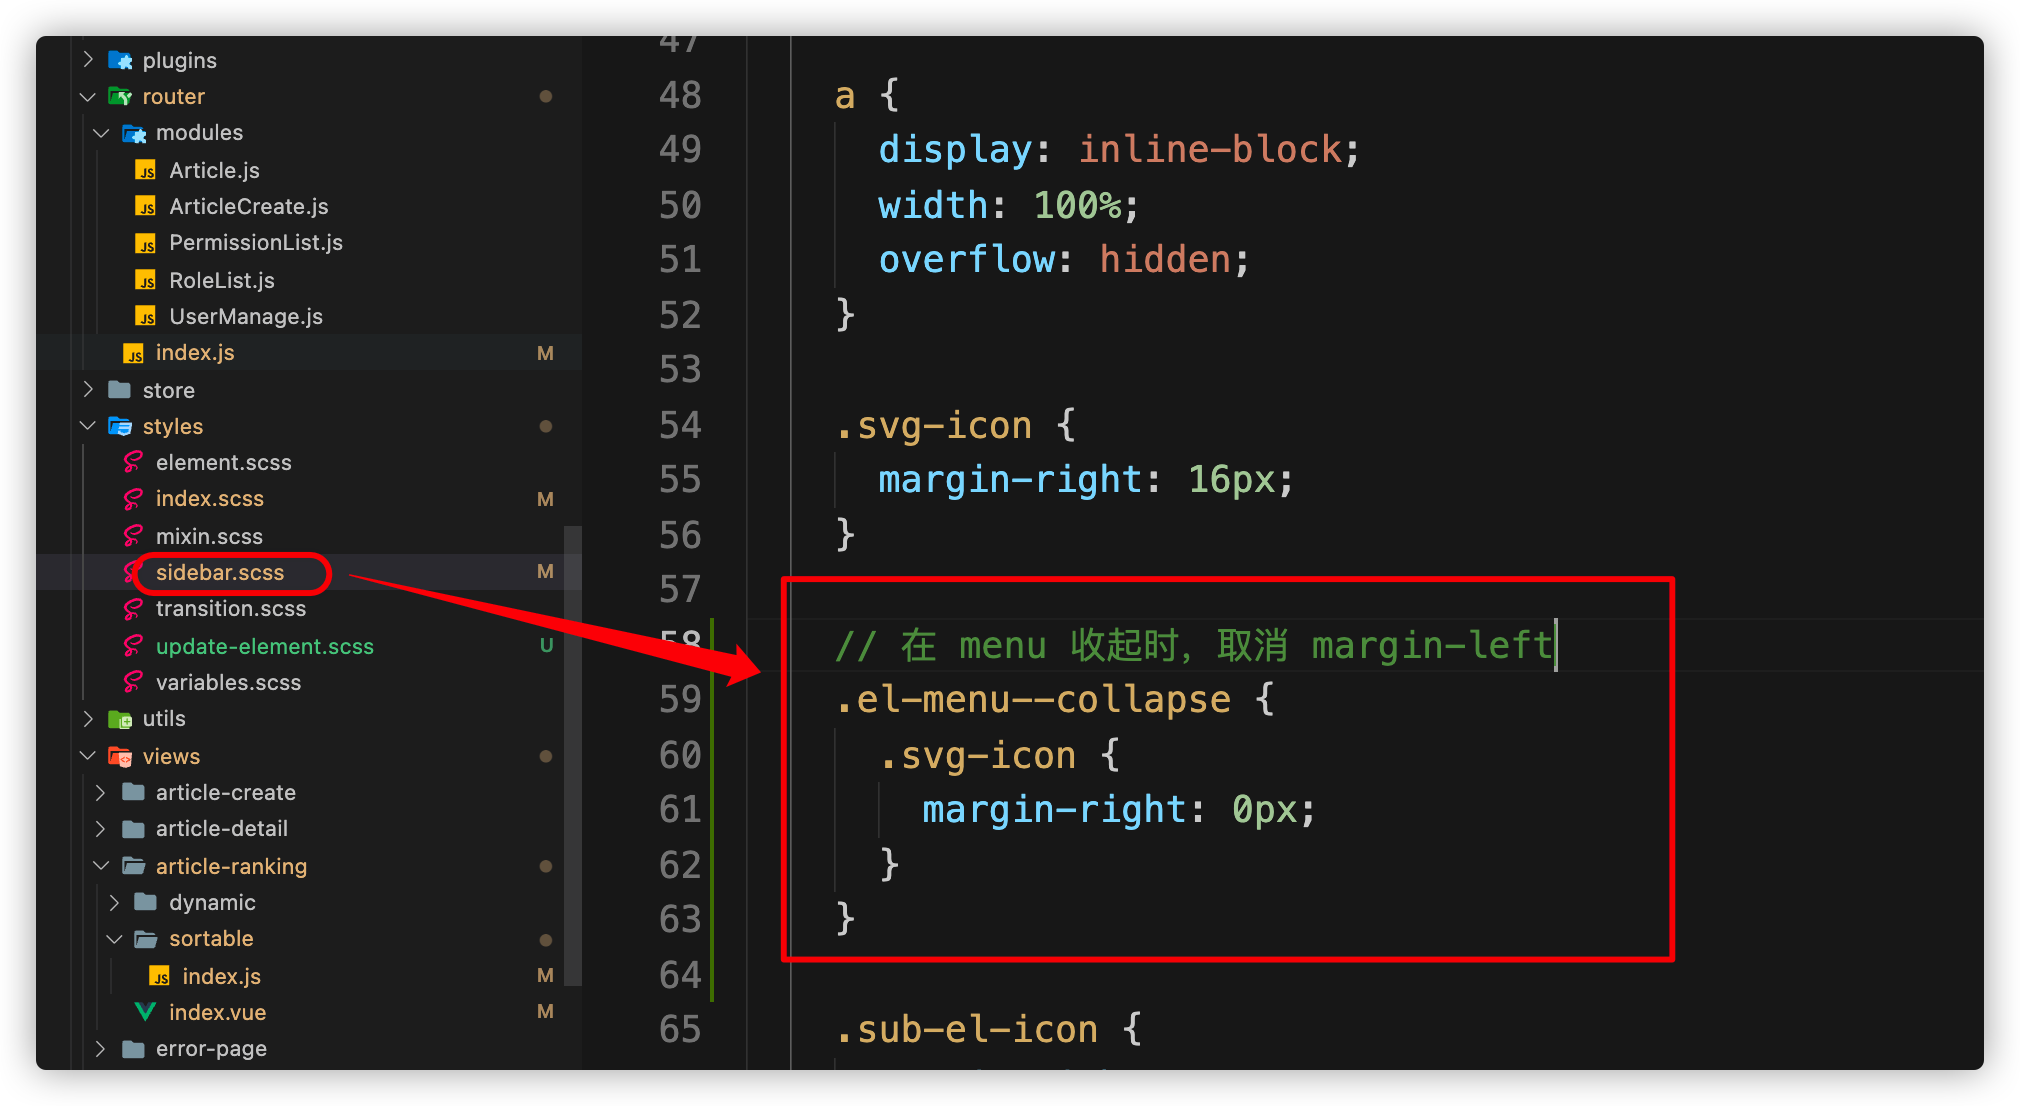 plugins
router
modules
Article.js
ArticleCreate.js
PermissionList.js
RoleList.js
UserManage.js
index.js M
store
styles
element.scss
index.scss M
mixin.scss
sidebar.scss M
transition.scss
update-element.scss U
variables.scss
utils
views
article-create
article-detail
article-ranking
dynamic
sortable
index.js M
index.vue M
error-page
47
48 a {
49 display: inline-block;
50 width: 100%;
51 overflow: hidden;
52 }
53
54 .svg-icon {
55 margin-right: 16px;
56 }
57
58 // 在 menu 收起时，取消 margin-left
59 .el-menu--collapse {
60 .svg-icon {
61 margin-right: 0px;
62 }
63 }
64
65 .sub-el-icon {